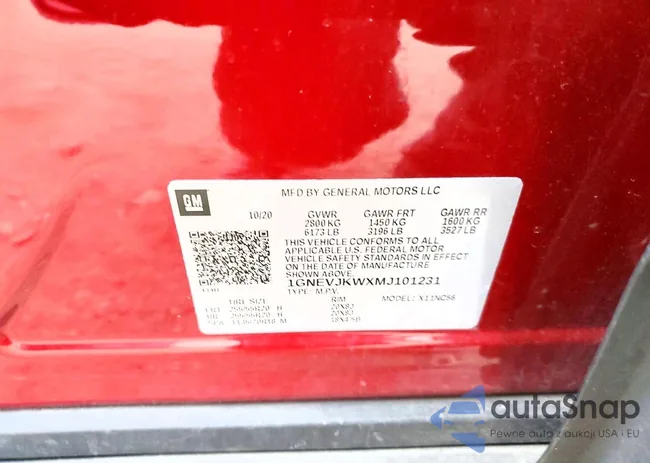 GM
MFD BY GENERAL MOTORS LLC
10/20 GVWR GAWR FRT GAWR RR
2800 KG 1450 KG 1600 KG
6173 LB 3196 LB 3527 LB
THIS VEHICLE CONFORMS TO ALL
APPLICABLE U.S. FEDERAL MOTOR
VEHICLE SAFETY STANDARDS IN EFFECT
ON THE DATE OF MANUFACTURE
SHOWN ABOVE.
1GNEVJKWXMJ101231
TYPE: M.P.V. MODEL: X11NC56
TIRE SIZE RIM
20X8J
20X8J
autoSnap
Pewne auto z aukcji USA i EU